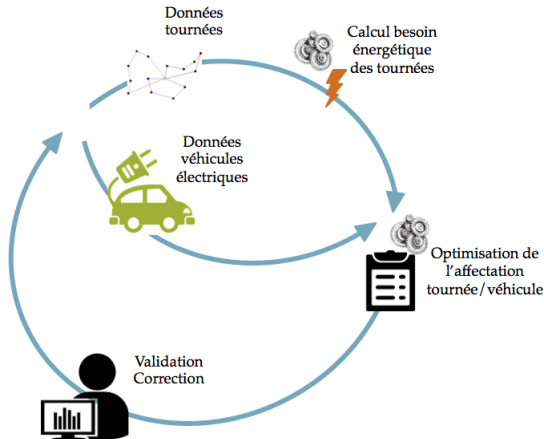 Données
tournées
Calcul besoin
énergétique
des tournées
Données
véhicules
électriques
Optimisation de
l'affectation
tournée/véhicule
Validation
Correction